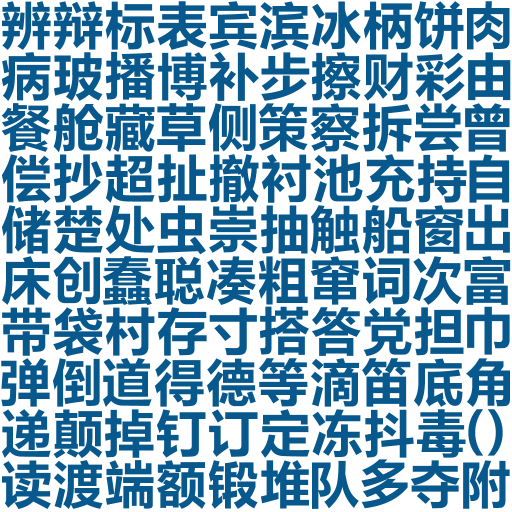 辨辩标表宾滨冰柄饼肉
病玻播博补步擦财彩由
餐舱藏草侧策察拆尝曾
偿抄超扯撤衬池充持自
储楚处虫崇抽触船窗出
床创蠢聪凑粗窜词次富
带袋村存寸搭答党担巾
弹倒道得德等滴笛底角
递颠掉钉订定冻抖毒()
读渡端额锻堆队多夺附